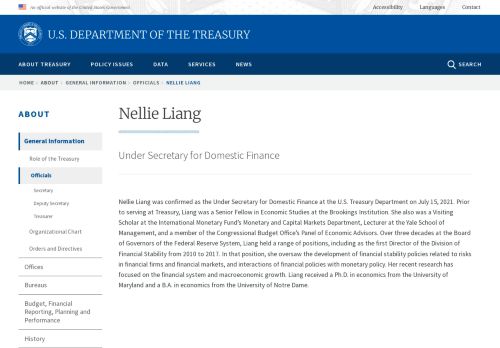 An official website of the United States Government
Accessibility Languages Contact
U.S. DEPARTMENT OF THE TREASURY
ABOUT TREASURY POLICY ISSUES DATA SERVICES NEWS SEARCH
HOME › ABOUT › GENERAL INFORMATION › OFFICIALS › NELLIE LIANG
ABOUT
General Information
Role of the Treasury
Officials
Secretary
Deputy Secretary
Treasurer
Organizational Chart
Orders and Directives
Offices
Bureaus
Budget, Financial
Reporting, Planning and
Performance
History
Nellie Liang
Under Secretary for Domestic Finance
Nellie Liang was confirmed as the Under Secretary for Domestic Finance at the U.S. Treasury Department on July 15, 2021. Prior
to serving at Treasury, Liang was a Senior Fellow in Economic Studies at the Brookings Institution. She also was a Visiting
Scholar at the International Monetary Fund's Monetary and Capital Markets Department, Lecturer at the Yale School of
Management, and a member of the Congressional Budget Office's Panel of Economic Advisors. Over three decades at the Board
of Governors of the Federal Reserve System, Liang held a range of positions, including as the first Director of the Division of
Financial Stability from 2010 to 2017. In that position, she oversaw the development of financial stability policies related to risks
in financial firms and financial markets, and interactions of financial policies with monetary policy. Her recent research has
focused on the financial system and macroeconomic growth. Liang received a Ph.D. in economics from the University of
Maryland and a B.A. in economics from the University of Notre Dame.